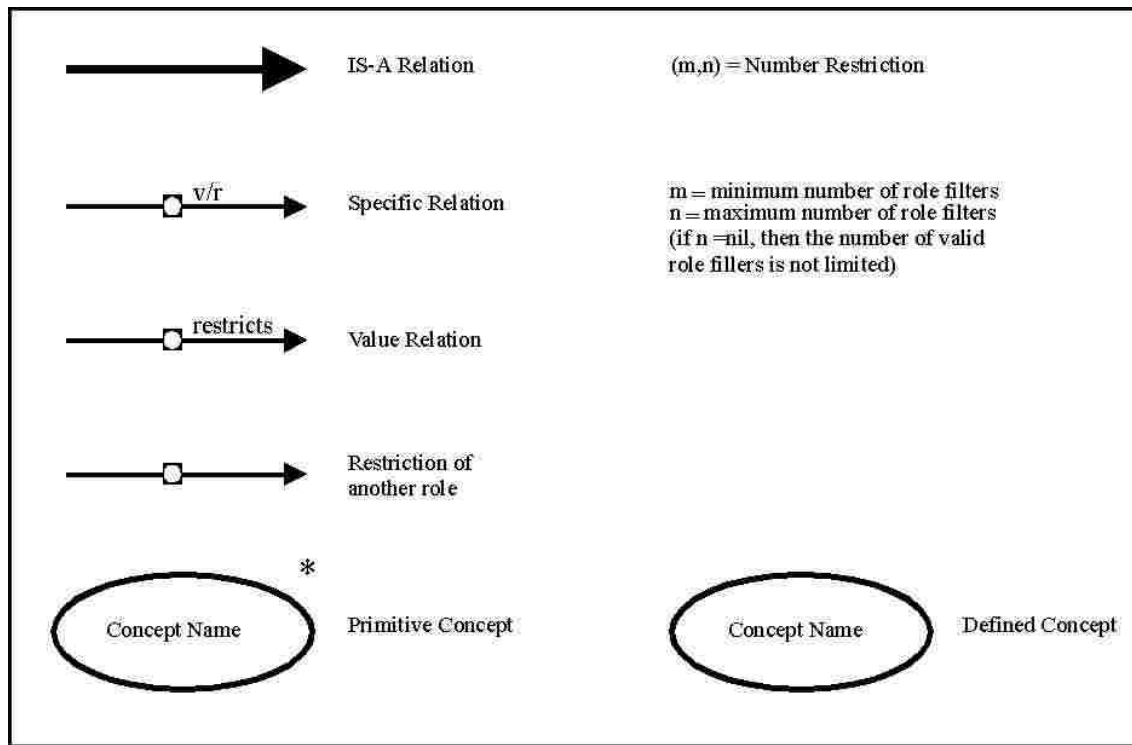 IS-A Relation
(m,n) = Number Restriction
v/r
Specific Relation
m = minimum number of role filters
n = maximum number of role filters
(if n =nil, then the number of valid
role fillers is not limited)
restricts
Value Relation
Restriction of
another role
*
Concept Name
Primitive Concept
Concept Name
Defined Concept